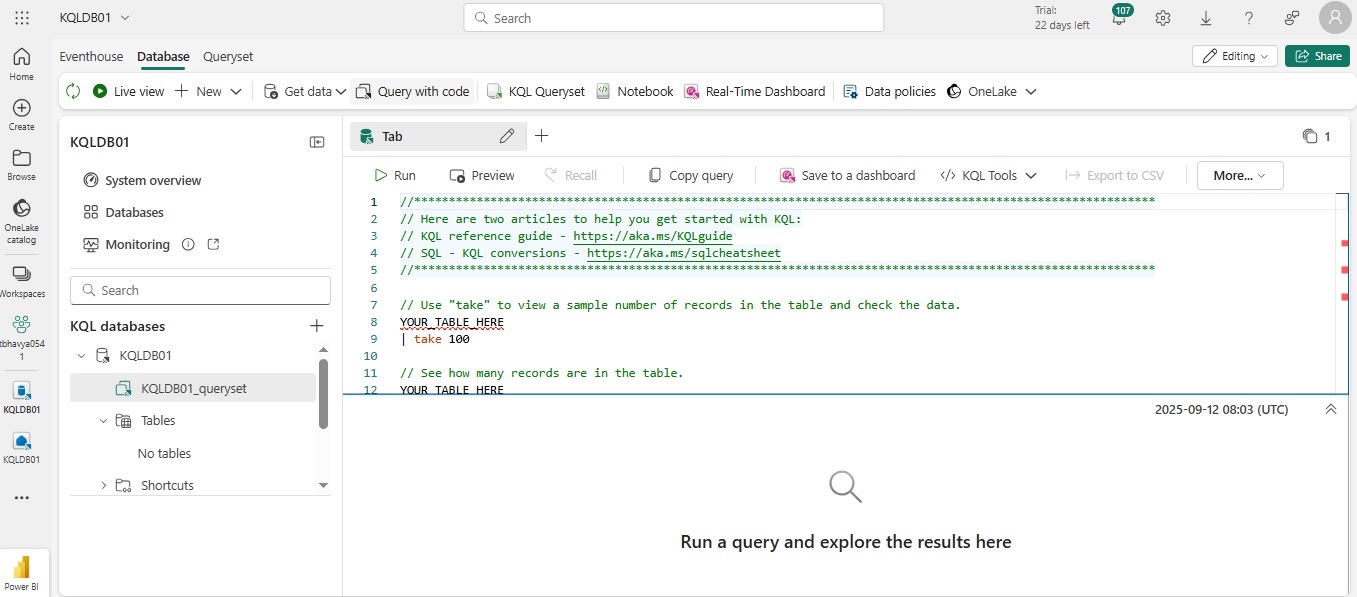 KQLDB01
Search
Trial:
22 days left
107
Home
Create
Browse
OneLake
catalog
Workspaces
tbhavya054
1
KQLDB01
KQLDB01
Power BI
Eventhouse Database Queryset
Editing
Share
Live view New Get data Query with code KQL Queryset Notebook Real-Time Dashboard Data policies OneLake
KQLDB01
System overview
Databases
Monitoring
Search
KQL databases
KQLDB01
KQLDB01_queryset
Tables
No tables
Shortcuts
Tab
1
Run Preview Recall Copy query Save to a dashboard </> KQL Tools Export to CSV More...
1 //***********************************************************************************************************
2 // Here are two articles to help you get started with KQL:
3 // KQL reference guide - https://aka.ms/KQLguide
4 // SQL - KQL conversions - https://aka.ms/sqlcheatsheet
5 //***********************************************************************************************************
6
7 // Use "take" to view a sample number of records in the table and check the data.
8 YOUR_TABLE_HERE
9 | take 100
10
11 // See how many records are in the table.
12 YOUR_TABLE_HERE
2025-09-12 08:03 (UTC)
Run a query and explore the results here